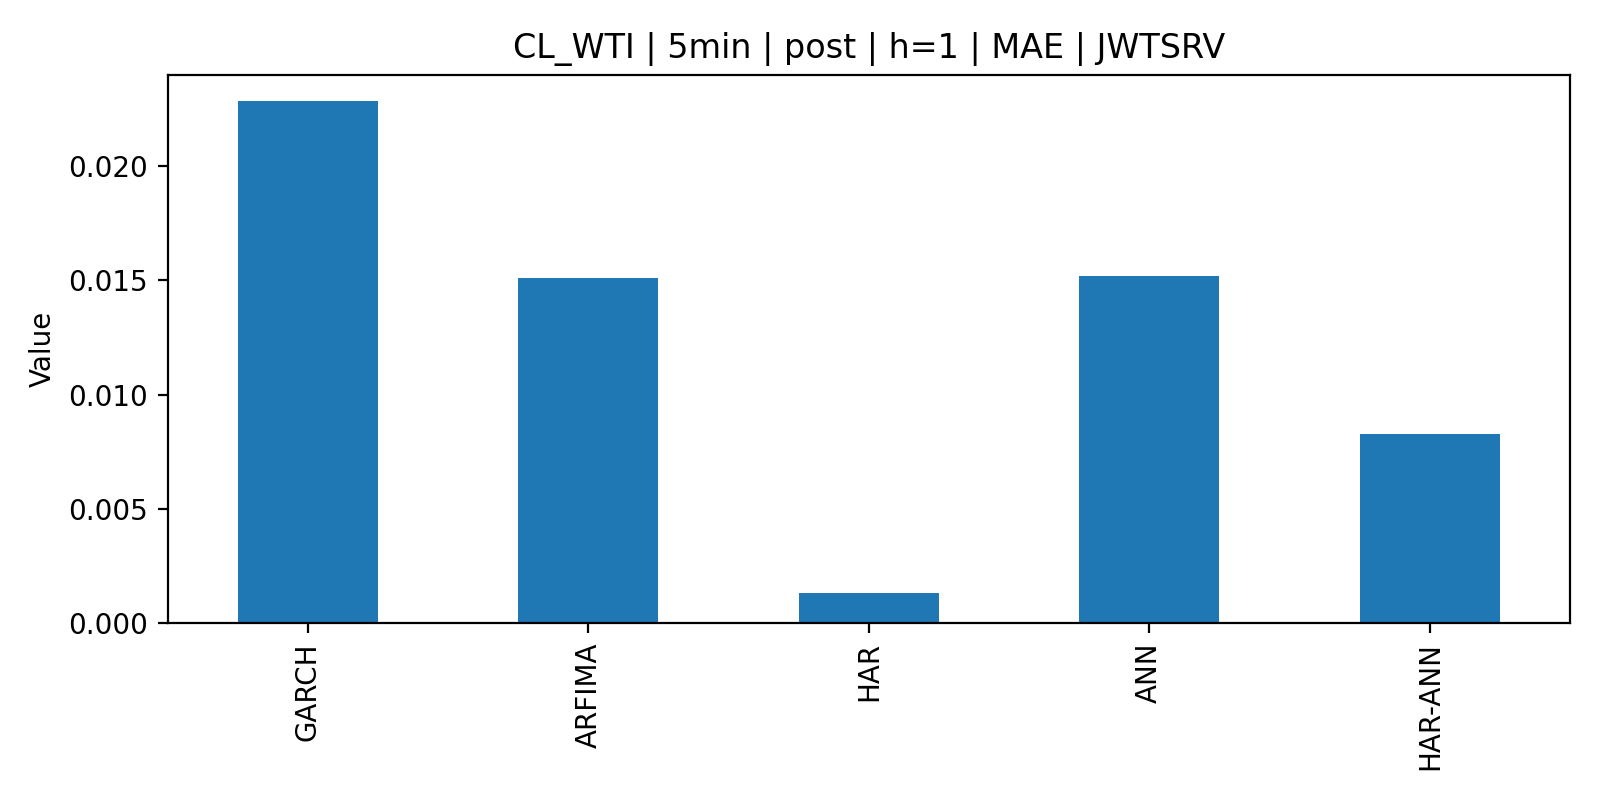 CL_WTI | 5min | post | h=1 | MAE | JWTSRV
Value
0.020
0.015
0.010
0.005
0.000
GARCH
ARFIMA
HAR
ANN
HAR-ANN